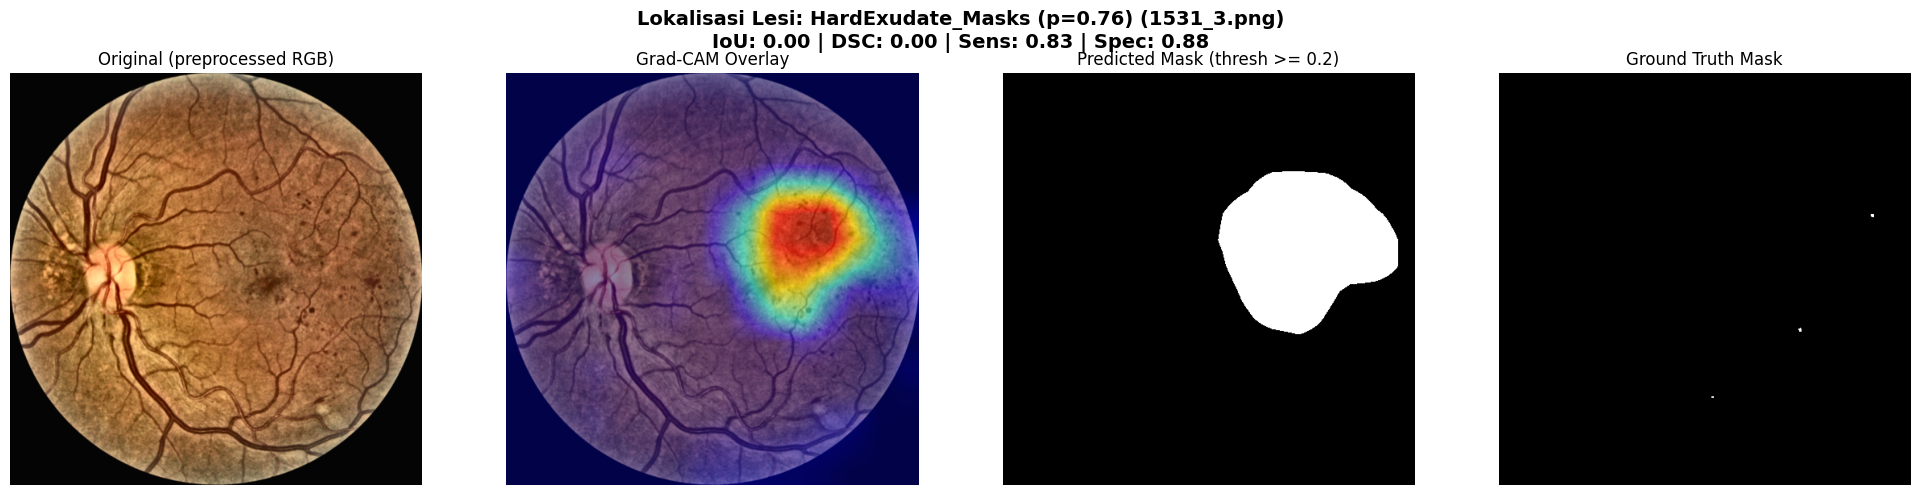 Lokalisasi Lesi: HardExudate_Masks (p=0.76) (1531_3.png)
IoU: 0.00 | DSC: 0.00 | Sens: 0.83 | Spec: 0.88
Original (preprocessed RGB)
Grad-CAM Overlay
Predicted Mask (thresh >= 0.2)
Ground Truth Mask